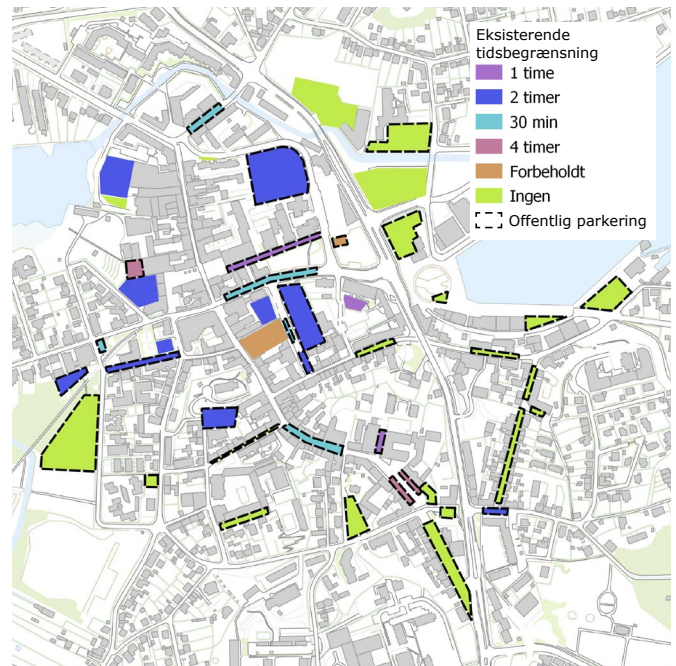 Eksisterende
tidsbegrænsning
1 time
2 timer
30 min
4 timer
Forbeholdt
Ingen
Offentlig parkering